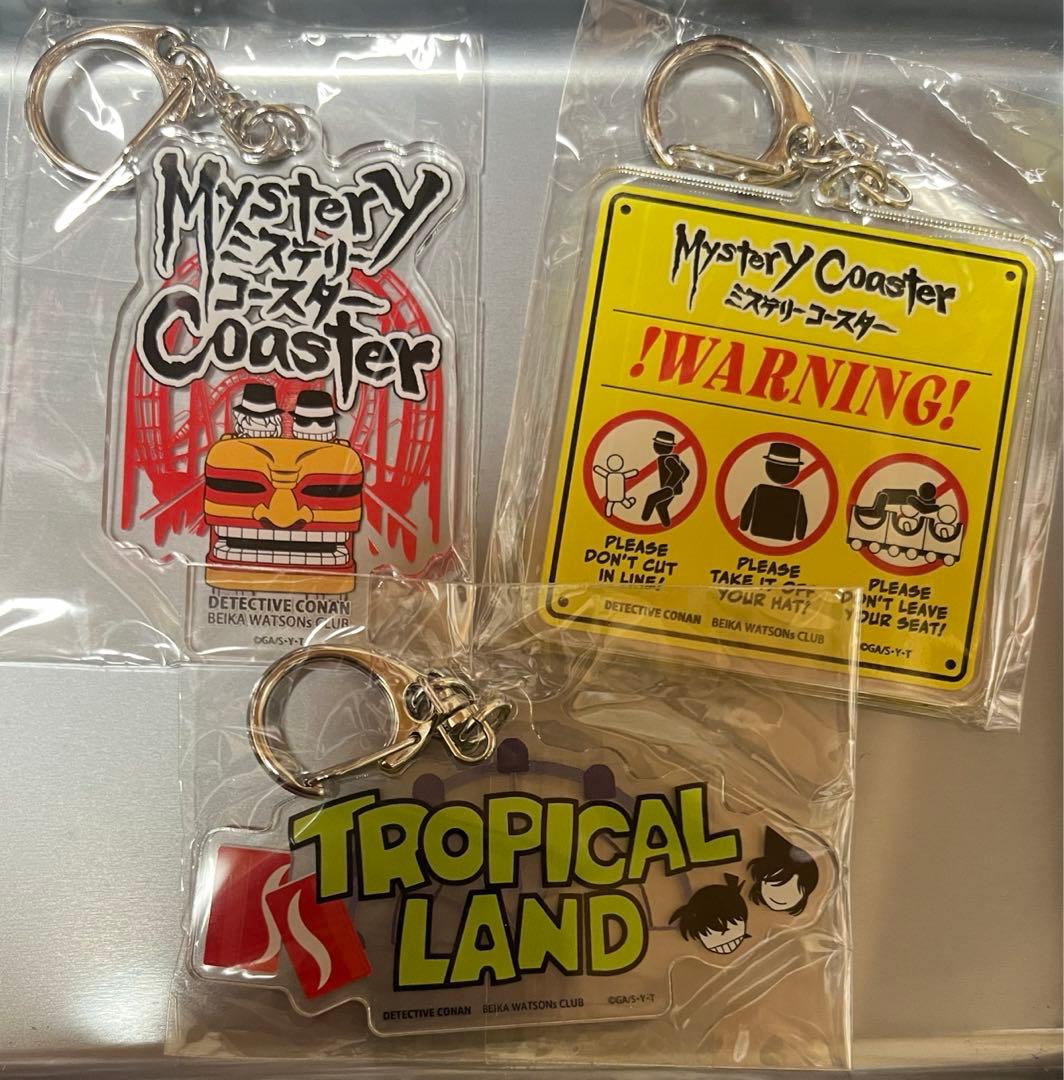 Mystery
ミステリー
コースター
Coaster
DETECTIVE CONAN
BEIKA WATSONs CLUB
©GA/S・Y・T
Mystery Coaster
ミステリーコースター
!WARNING!
PLEASE
DON'T CUT
IN LINE!
PLEASE
TAKE IT OFF
YOUR HAT!
PLEASE
DON'T LEAVE
YOUR SEAT!
DETECTIVE CONAN BEIKA WATSONs CLUB ©GA/S・Y・T
TROPICAL
LAND
DETECTIVE CONAN BEIKA WATSONs CLUB ©GA/S・Y・T